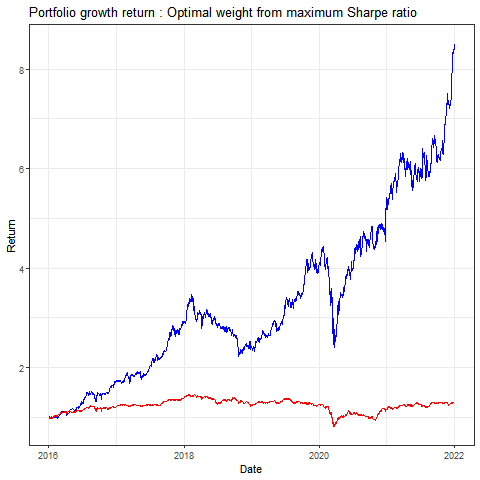 Portfolio growth return : Optimal weight from maximum Sharpe ratio
8
6
4
2
Return
2016
2018
2020
2022
Date